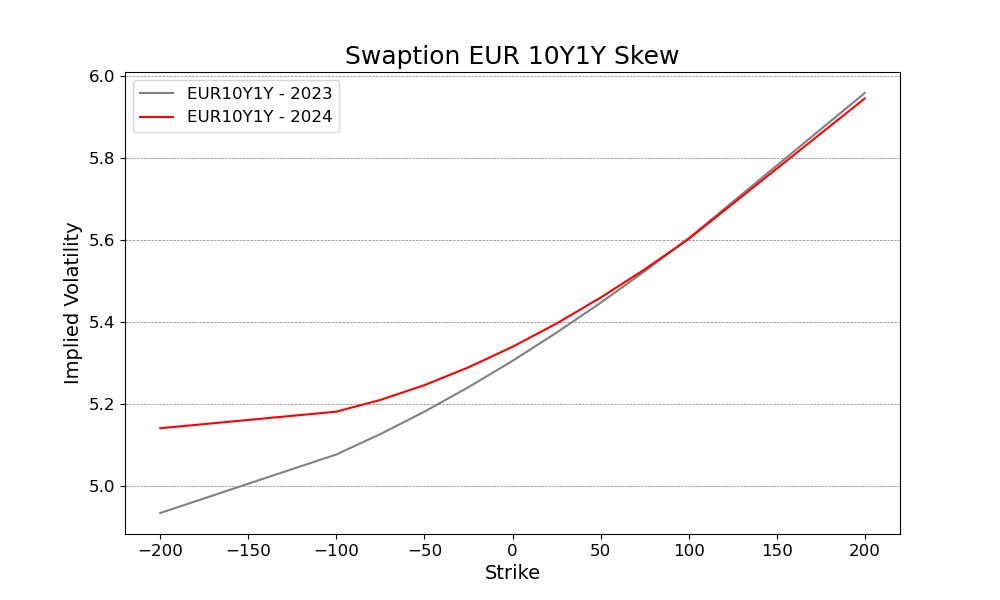 Swaption EUR 10Y1Y Skew
EUR10Y1Y - 2023
EUR10Y1Y - 2024
Implied Volatility
6.0
5.8
5.6
5.4
5.2
5.0
−200 −150 −100 −50 0 50 100 150 200
Strike